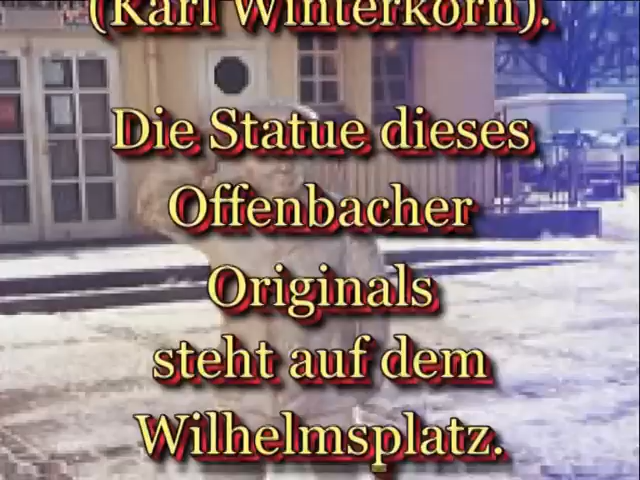 (Karl Winterkorn).
Die Statue dieses
Offenbacher
Originals
steht auf dem
Wilhelmsplatz.